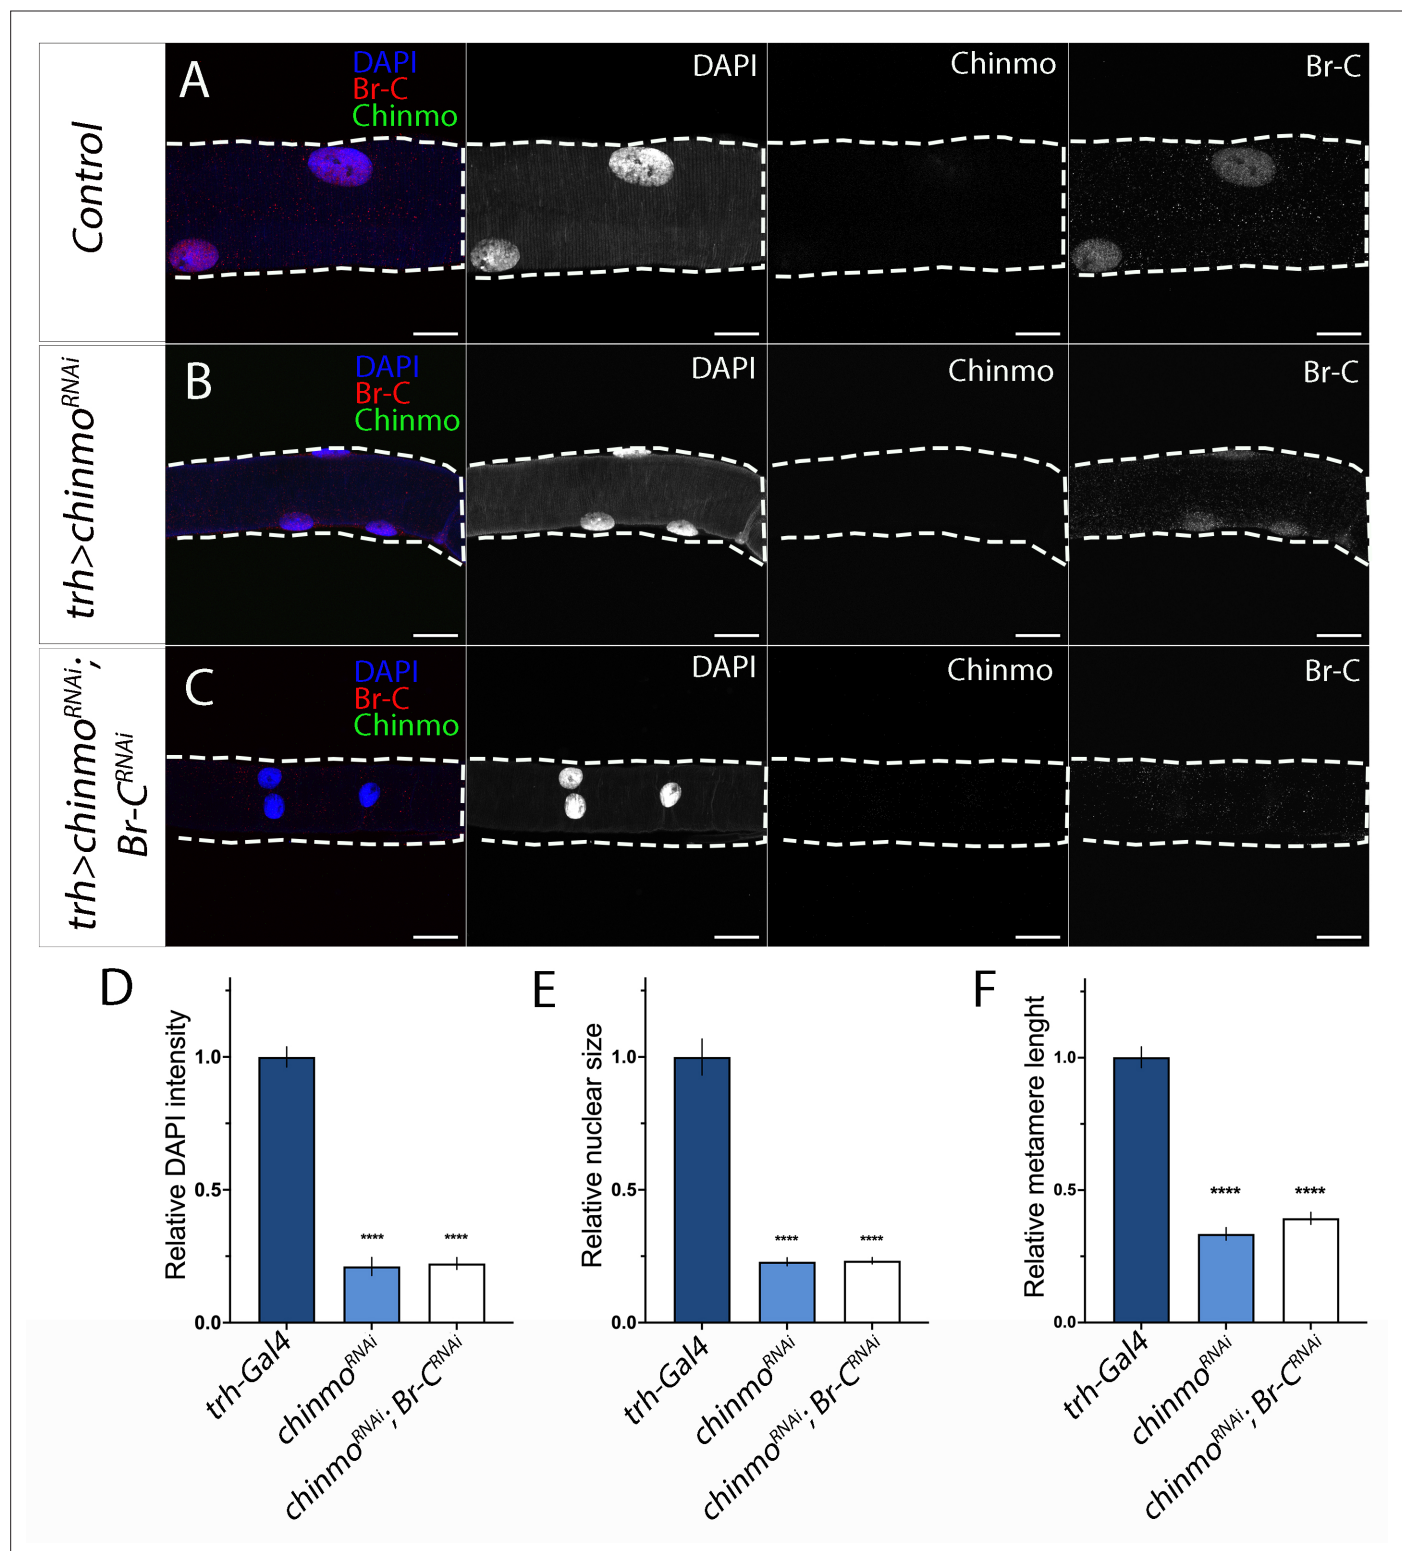 Control
A
DAPI
Br-C
Chinmo
DAPI
Chinmo
Br-C
trh>chinmoRNAi
B
DAPI
Br-C
Chinmo
DAPI
Chinmo
Br-C
trh>chinmoRNAi;
Br-CRNAi
C
DAPI
Br-C
Chinmo
DAPI
Chinmo
Br-C
D
Relative DAPI intensity
1.0
0.5
0.0
****
****
trh-Gal4
chinmoRNAi
chinmoRNAi; Br-CRNAi
E
Relative nuclear size
1.0
0.5
0.0
****
****
trh-Gal4
chinmoRNAi
chinmoRNAi; Br-CRNAi
F
Relative metamere lenght
1.0
0.5
0.0
****
****
trh-Gal4
chinmoRNAi
chinmoRNAi; Br-CRNAi